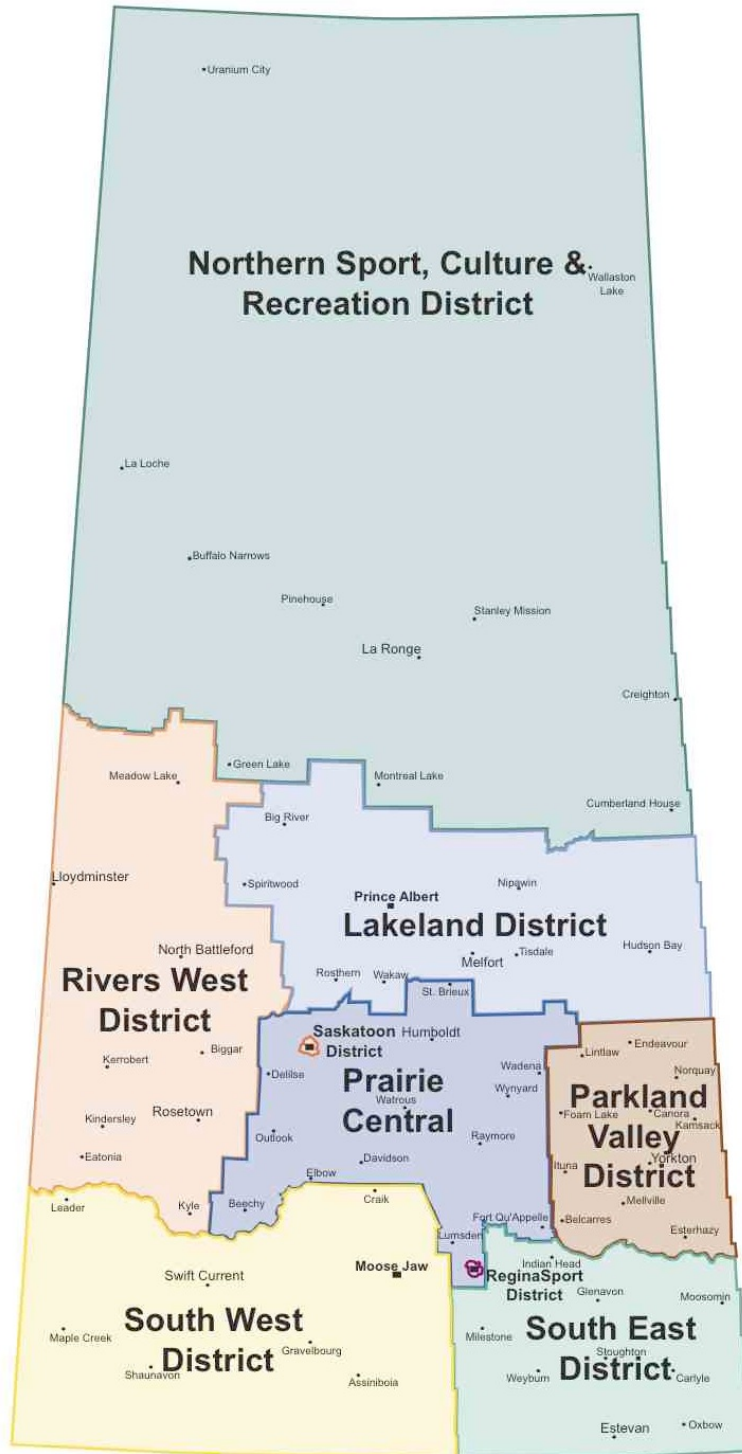 Uranium City
Northern Sport, Culture &
Recreation District
Wallaston
Lake
La Loche
Buffalo Narrows
Pinehouse
Stanley Mission
La Ronge
Creighton
Green Lake
Meadow Lake
Montreal Lake
Cumberland House
Big River
Lloydminster
Spiritwood
Nipawin
Prince Albert
Lakeland District
North Battleford
Hudson Bay
Tisdale
Melfort
Rosthern
Wakaw
St. Brieux
Rivers West
District
Saskatoon
District
Humboldt
Endeavour
Lintlaw
Biggar
Kerrobert
Delilse
Prairie
Central
Wadena
Norquay
Wynyard
Watrous
Parkland
Valley
District
Foam Lake
Canora
Kamsack
Kindersley
Rosetown
Outlook
Raymore
Eatonia
Davidson
Elbow
Ituna
Yorkton
Leader
Kyle
Beechy
Craik
Mellville
Fort Qu'Appelle
Belcarres
Lumsden
Esterhazy
Swift Current
Moose Jaw
ReginaSport
District
Indian Head
Glenavon
Moosomin
South West
District
Maple Creek
Gravelbourg
Shaunavon
Assiniboia
Milestone
South East
District
Stoughton
Weyburn
Carlyle
Estevan
Oxbow